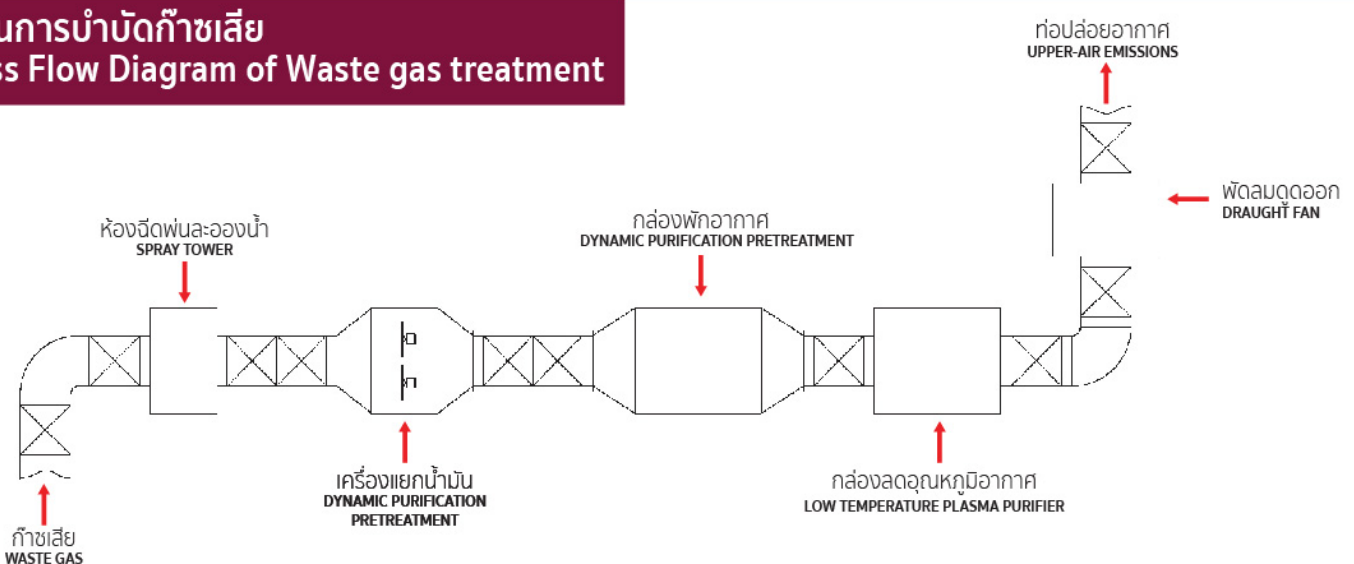 นการบำบัดก๊าซเสีย
ss Flow Diagram of Waste gas treatment
ท่อปล่อยอากาศ
UPPER-AIR EMISSIONS
พัดลมดูดออก
DRAUGHT FAN
ห้องฉีดพ่นละอองน้ำ
SPRAY TOWER
กล่องพักอากาศ
DYNAMIC PURIFICATION PRETREATMENT
เครื่องแยกน้ำมัน
DYNAMIC PURIFICATION
PRETREATMENT
กล่องลดอุณหภูมิอากาศ
LOW TEMPERATURE PLASMA PURIFIER
ก๊าซเสีย
WASTE GAS